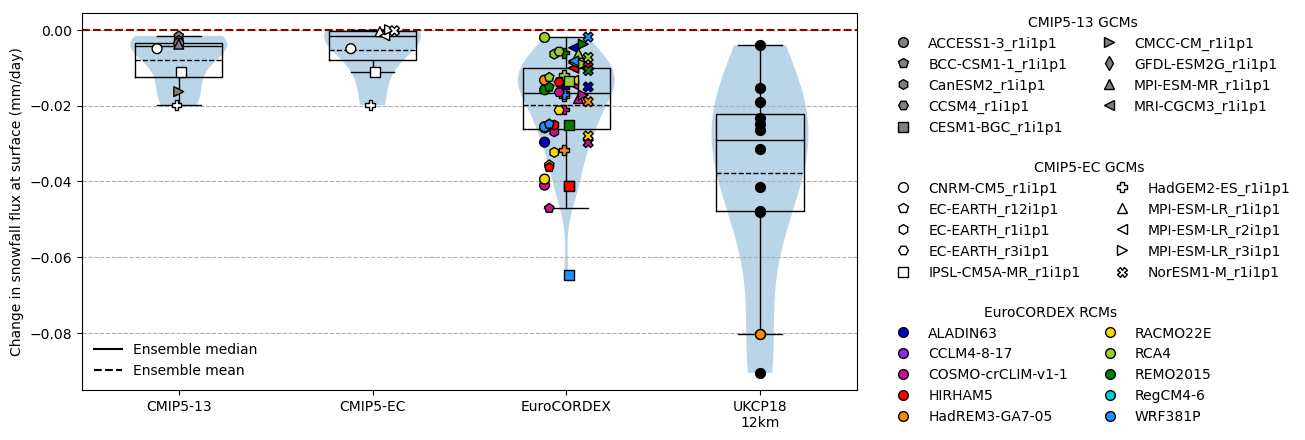 Change in snowfall flux at surface (mm/day)
0.00
−0.02
−0.04
−0.06
−0.08
Ensemble median
Ensemble mean
CMIP5-13
CMIP5-EC
EuroCORDEX
UKCP18
12km
CMIP5-13 GCMs
ACCESS1-3_r1i1p1
BCC-CSM1-1_r1i1p1
CanESM2_r1i1p1
CCSM4_r1i1p1
CESM1-BGC_r1i1p1
CMCC-CM_r1i1p1
GFDL-ESM2G_r1i1p1
MPI-ESM-MR_r1i1p1
MRI-CGCM3_r1i1p1
CMIP5-EC GCMs
CNRM-CM5_r1i1p1
EC-EARTH_r12i1p1
EC-EARTH_r1i1p1
EC-EARTH_r3i1p1
IPSL-CM5A-MR_r1i1p1
HadGEM2-ES_r1i1p1
MPI-ESM-LR_r1i1p1
MPI-ESM-LR_r2i1p1
MPI-ESM-LR_r3i1p1
NorESM1-M_r1i1p1
EuroCORDEX RCMs
ALADIN63
CCLM4-8-17
COSMO-crCLIM-v1-1
HIRHAM5
HadREM3-GA7-05
RACMO22E
RCA4
REMO2015
RegCM4-6
WRF381P